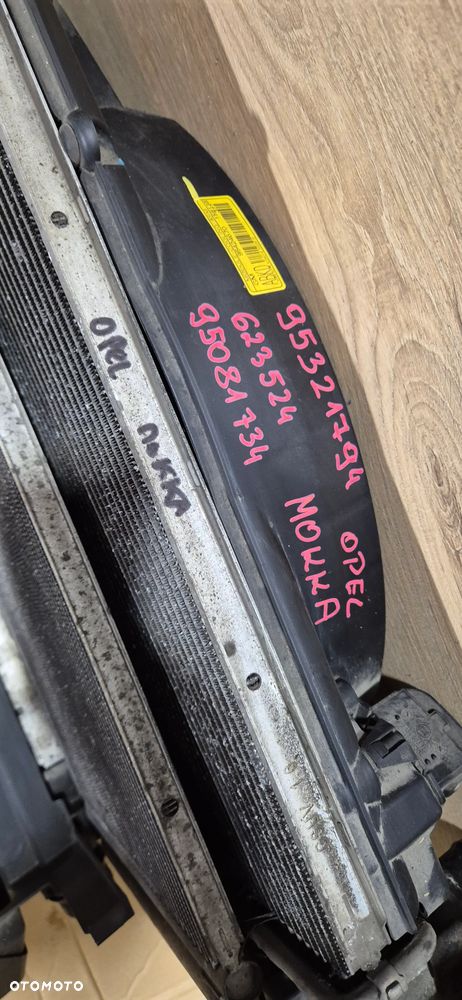 95321794 OPEL
623524 MOKKA
95081734
OPEL MOKKA
OTOMOTO